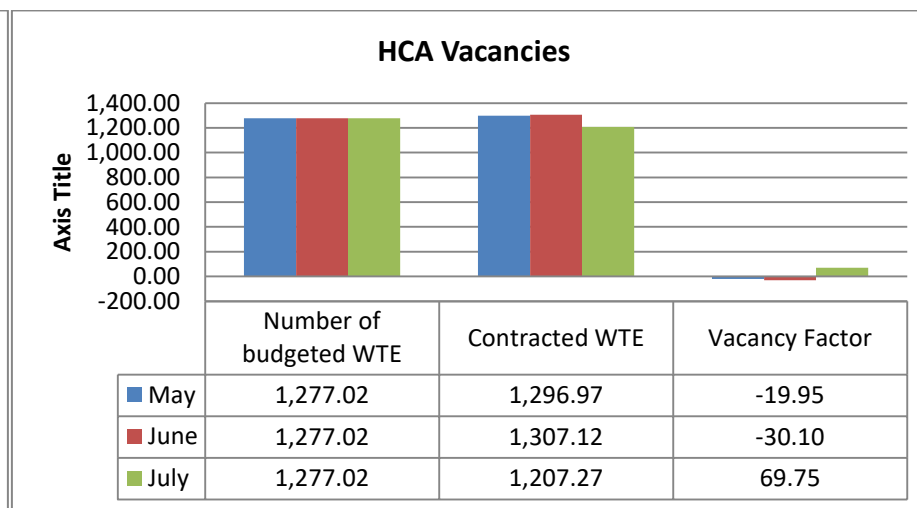 HCA Vacancies
Axis Title
1,400.00
1,200.00
1,000.00
800.00
600.00
400.00
200.00
0.00
-200.00
Number of
budgeted WTE
Contracted WTE
Vacancy Factor
May 1,277.02 1,296.97 -19.95
June 1,277.02 1,307.12 -30.10
July 1,277.02 1,207.27 69.75